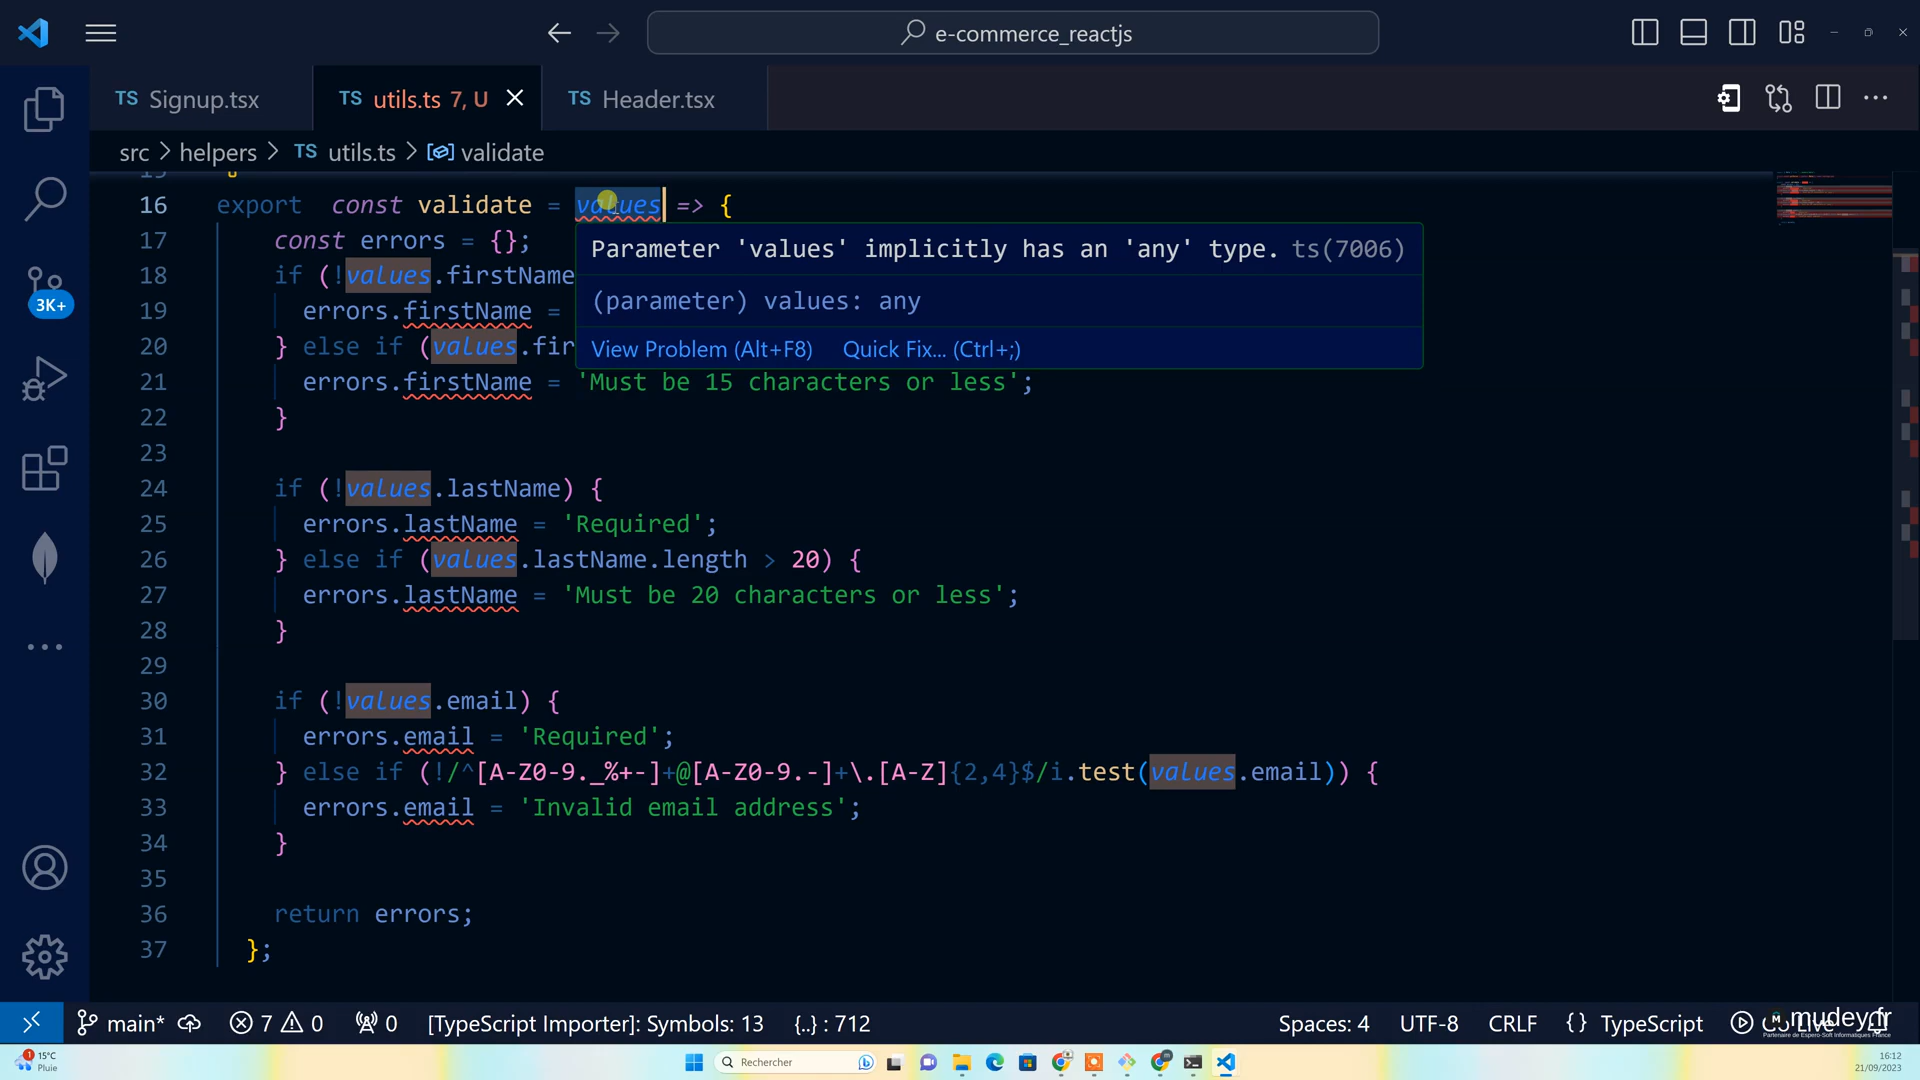 e-commerce_reactjs
TS Signup.tsx
TS utils.ts 7, U
TS Header.tsx
src > helpers > TS utils.ts > validate
15
16 export const validate = values => {
17 const errors = {};
18 if (!values.firstName
19 errors.firstName =
20 } else if (values.fir
21 errors.firstName = 'Must be 15 characters or less';
22 }
23
24 if (!values.lastName) {
25 errors.lastName = 'Required';
26 } else if (values.lastName.length > 20) {
27 errors.lastName = 'Must be 20 characters or less';
28 }
29
30 if (!values.email) {
31 errors.email = 'Required';
32 } else if (!/^[A-Z0-9._%+-]+@[A-Z0-9.-]+\.[A-Z]{2,4}$/i.test(values.email)) {
33 errors.email = 'Invalid email address';
34 }
35
36 return errors;
37 };
Parameter 'values' implicitly has an 'any' type. ts(7006)
(parameter) values: any
View Problem (Alt+F8) Quick Fix... (Ctrl+;)
3K+
main* 7 0 0 [TypeScript Importer]: Symbols: 13 {..} : 712
Spaces: 4 UTF-8 CRLF { } TypeScript
mudey.fr
Partenaire de Espero-Soft Informatiques France
1
15°C
Pluie
Rechercher
16:12
21/09/2023